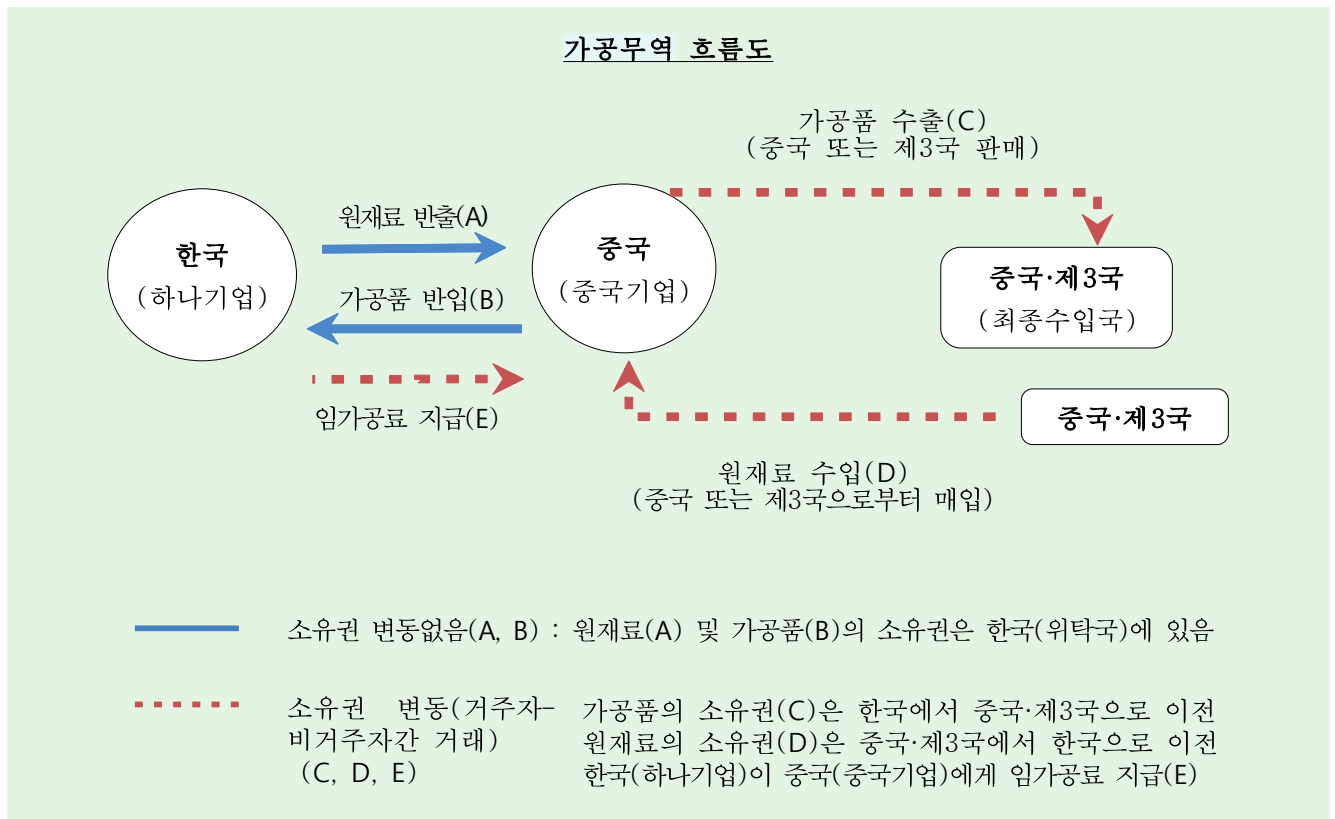 가공무역 흐름도
가공품 수출(C)
(중국 또는 제3국 판매)
원재료 반출(A)
한국
(하나기업)
중국
(중국기업)
가공품 반입(B)
중국·제3국
(최종수입국)
임가공료 지급(E)
중국·제3국
원재료 수입(D)
(중국 또는 제3국으로부터 매입)
소유권 변동없음(A, B) : 원재료(A) 및 가공품(B)의 소유권은 한국(위탁국)에 있음
소유권 변동(거주자–
비거주자간 거래)
(C, D, E)
가공품의 소유권(C)은 한국에서 중국·제3국으로 이전
원재료의 소유권(D)은 중국·제3국에서 한국으로 이전
한국(하나기업)이 중국(중국기업)에게 임가공료 지급(E)